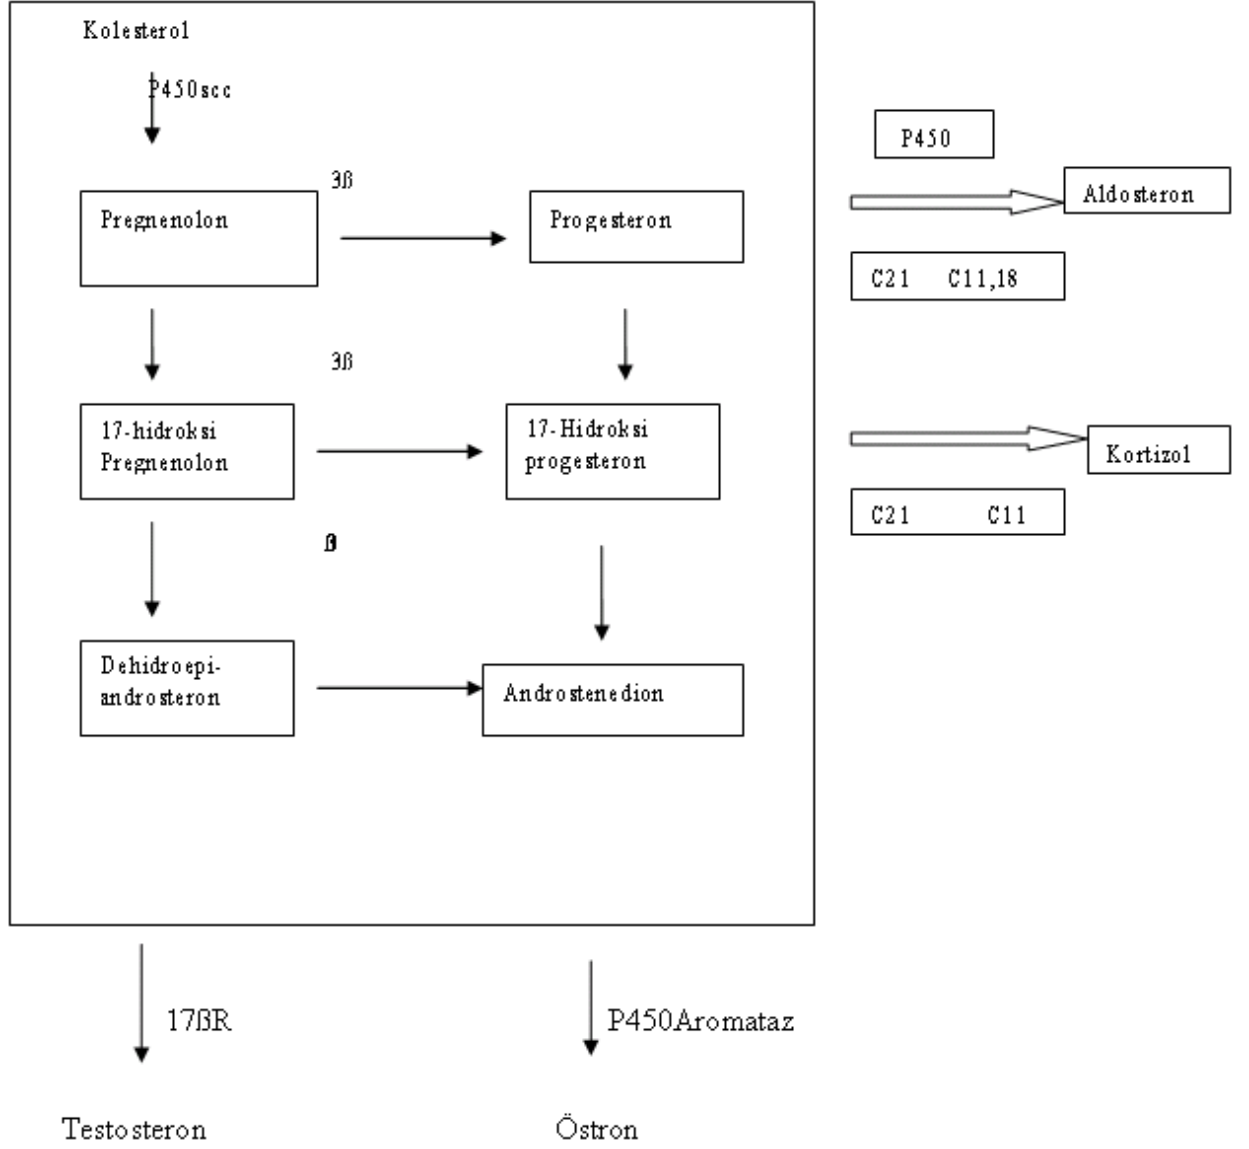 Kolesterol
P450scc
P450
3ß
Pregnenolon
Progesteron
Aldosteron
C21 C11,18
3ß
17-hidroksi
Pregnenolon
17-Hidroksi
progesteron
Kortizol
C21 C11
Dehidroepi-
androsteron
Androstenedion
17ßR
P450Aromataz
Testosteron
Östron